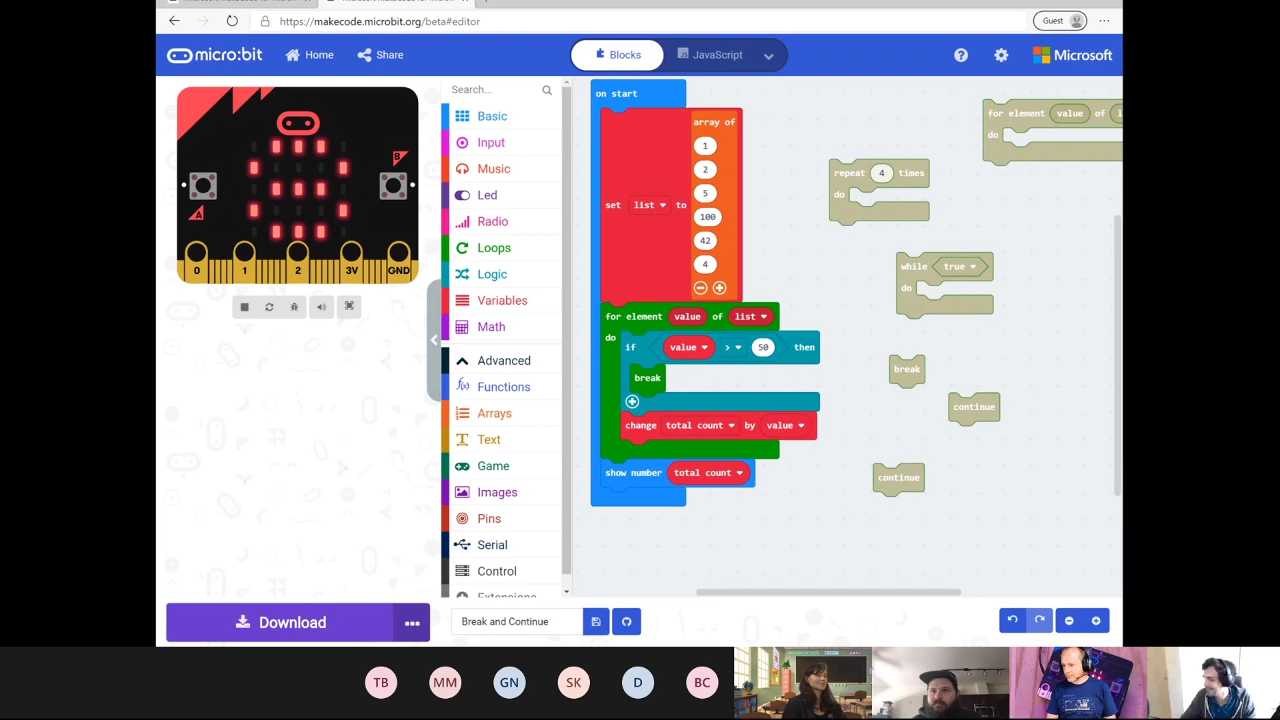 https://makecode.microbit.org/beta#editor
Guest
micro:bit
Home
Share
Blocks
JavaScript
Microsoft
Search...
Basic
Input
Music
Led
Radio
Loops
Logic
Variables
Math
Advanced
Functions
Arrays
Text
Game
Images
Pins
Serial
Control
Extensions
A
B
0 1 2 3V GND
on start
set list to array of
1
2
5
100
42
4
for element value of list
do
if value > 50 then
break
change total count by value
show number total count
for element value of
do
repeat 4 times
do
while true
do
break
continue
continue
Download
Break and Continue
TB MM GN SK D BC